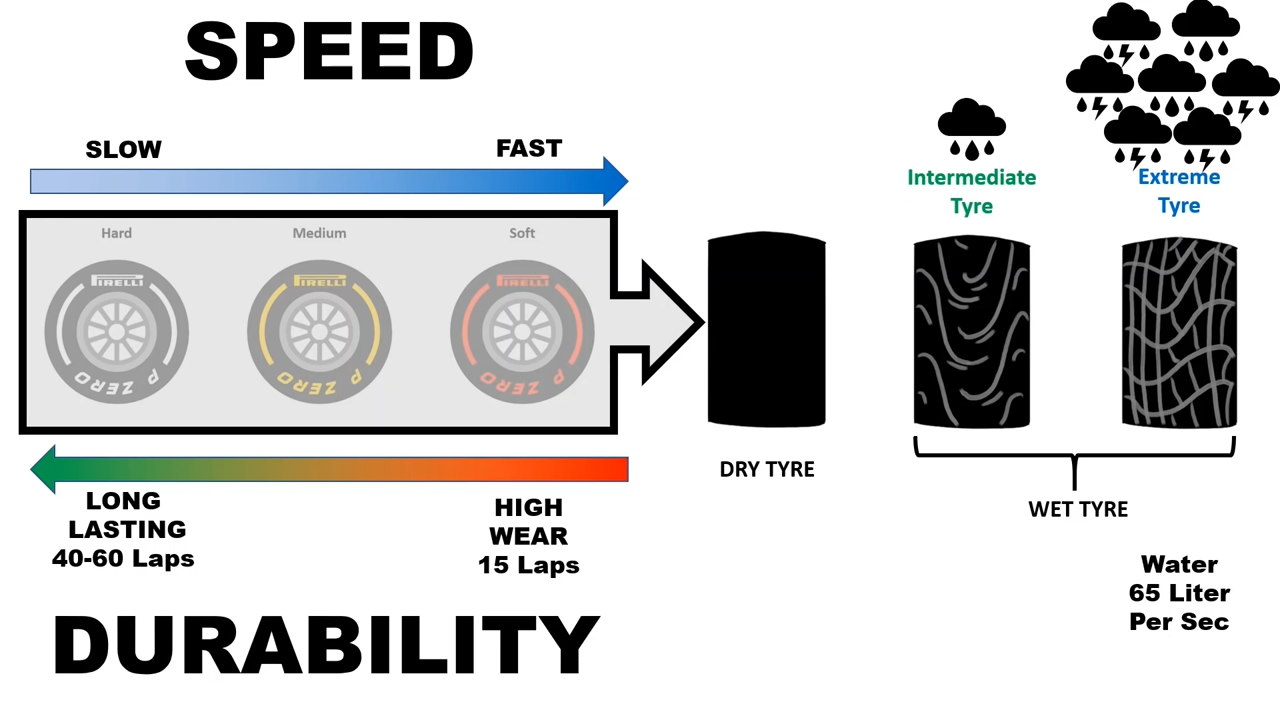 SPEED
SLOW
FAST
Hard
Medium
Soft
PIRELLI
PIRELLI
PIRELLI
P ZERO
P ZERO
P ZERO
LONG
LASTING
40-60 Laps
HIGH
WEAR
15 Laps
DURABILITY
DRY TYRE
Intermediate
Tyre
Extreme
Tyre
WET TYRE
Water
65 Liter
Per Sec